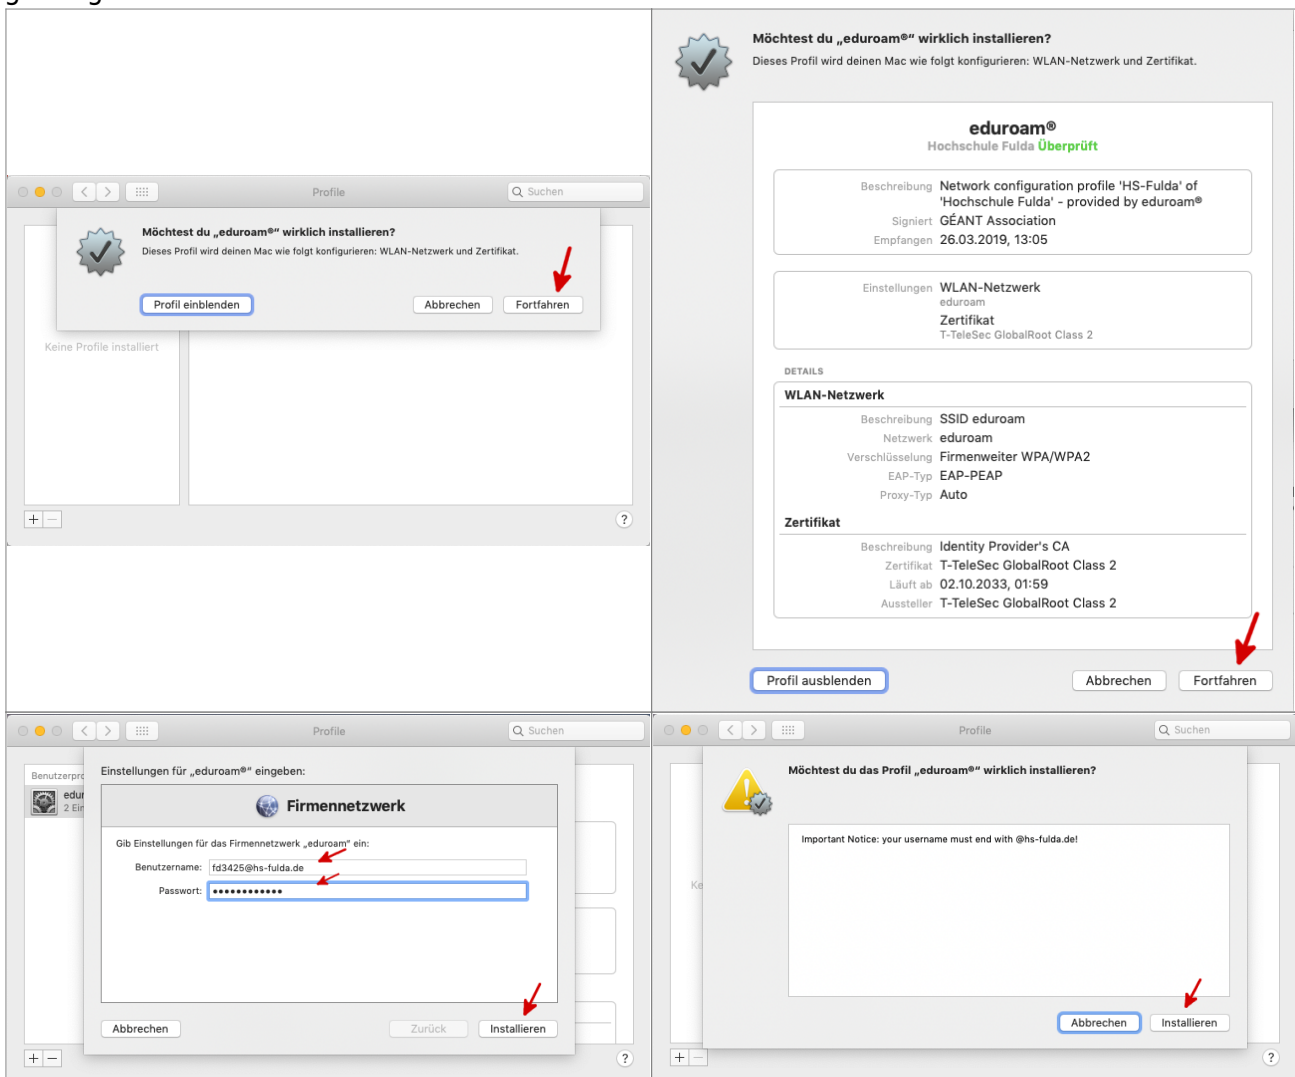 Profile
Suchen
Möchtest du „eduroam®“ wirklich installieren?
Dieses Profil wird deinen Mac wie folgt konfigurieren: WLAN-Netzwerk und Zertifikat.
Profil einblenden
Abbrechen
Fortfahren
Keine Profile installiert
+ −
?
Möchtest du „eduroam®“ wirklich installieren?
Dieses Profil wird deinen Mac wie folgt konfigurieren: WLAN-Netzwerk und Zertifikat.
eduroam®
Hochschule Fulda Überprüft
Beschreibung Network configuration profile 'HS-Fulda' of
'Hochschule Fulda' - provided by eduroam®
Signiert GÉANT Association
Empfangen 26.03.2019, 13:05
Einstellungen WLAN-Netzwerk
eduroam
Zertifikat
T-TeleSec GlobalRoot Class 2
DETAILS
WLAN-Netzwerk
Beschreibung SSID eduroam
Netzwerk eduroam
Verschlüsselung Firmenweiter WPA/WPA2
EAP-Typ EAP-PEAP
Proxy-Typ Auto
Zertifikat
Beschreibung Identity Provider's CA
Zertifikat T-TeleSec GlobalRoot Class 2
Läuft ab 02.10.2033, 01:59
Aussteller T-TeleSec GlobalRoot Class 2
Profil ausblenden
Abbrechen
Fortfahren
Profile
Suchen
Benutzerpro
edur
2 Ein
Einstellungen für „eduroam®“ eingeben:
Firmennetzwerk
Gib Einstellungen für das Firmennetzwerk „eduroam“ ein:
Benutzername: fd3425@hs-fulda.de
Passwort: ••••••••••••
Abbrechen
Zurück
Installieren
+ −
?
Profile
Suchen
Möchtest du das Profil „eduroam®“ wirklich installieren?
Important Notice: your username must end with @hs-fulda.de!
Ke
Abbrechen
Installieren
+ −
?